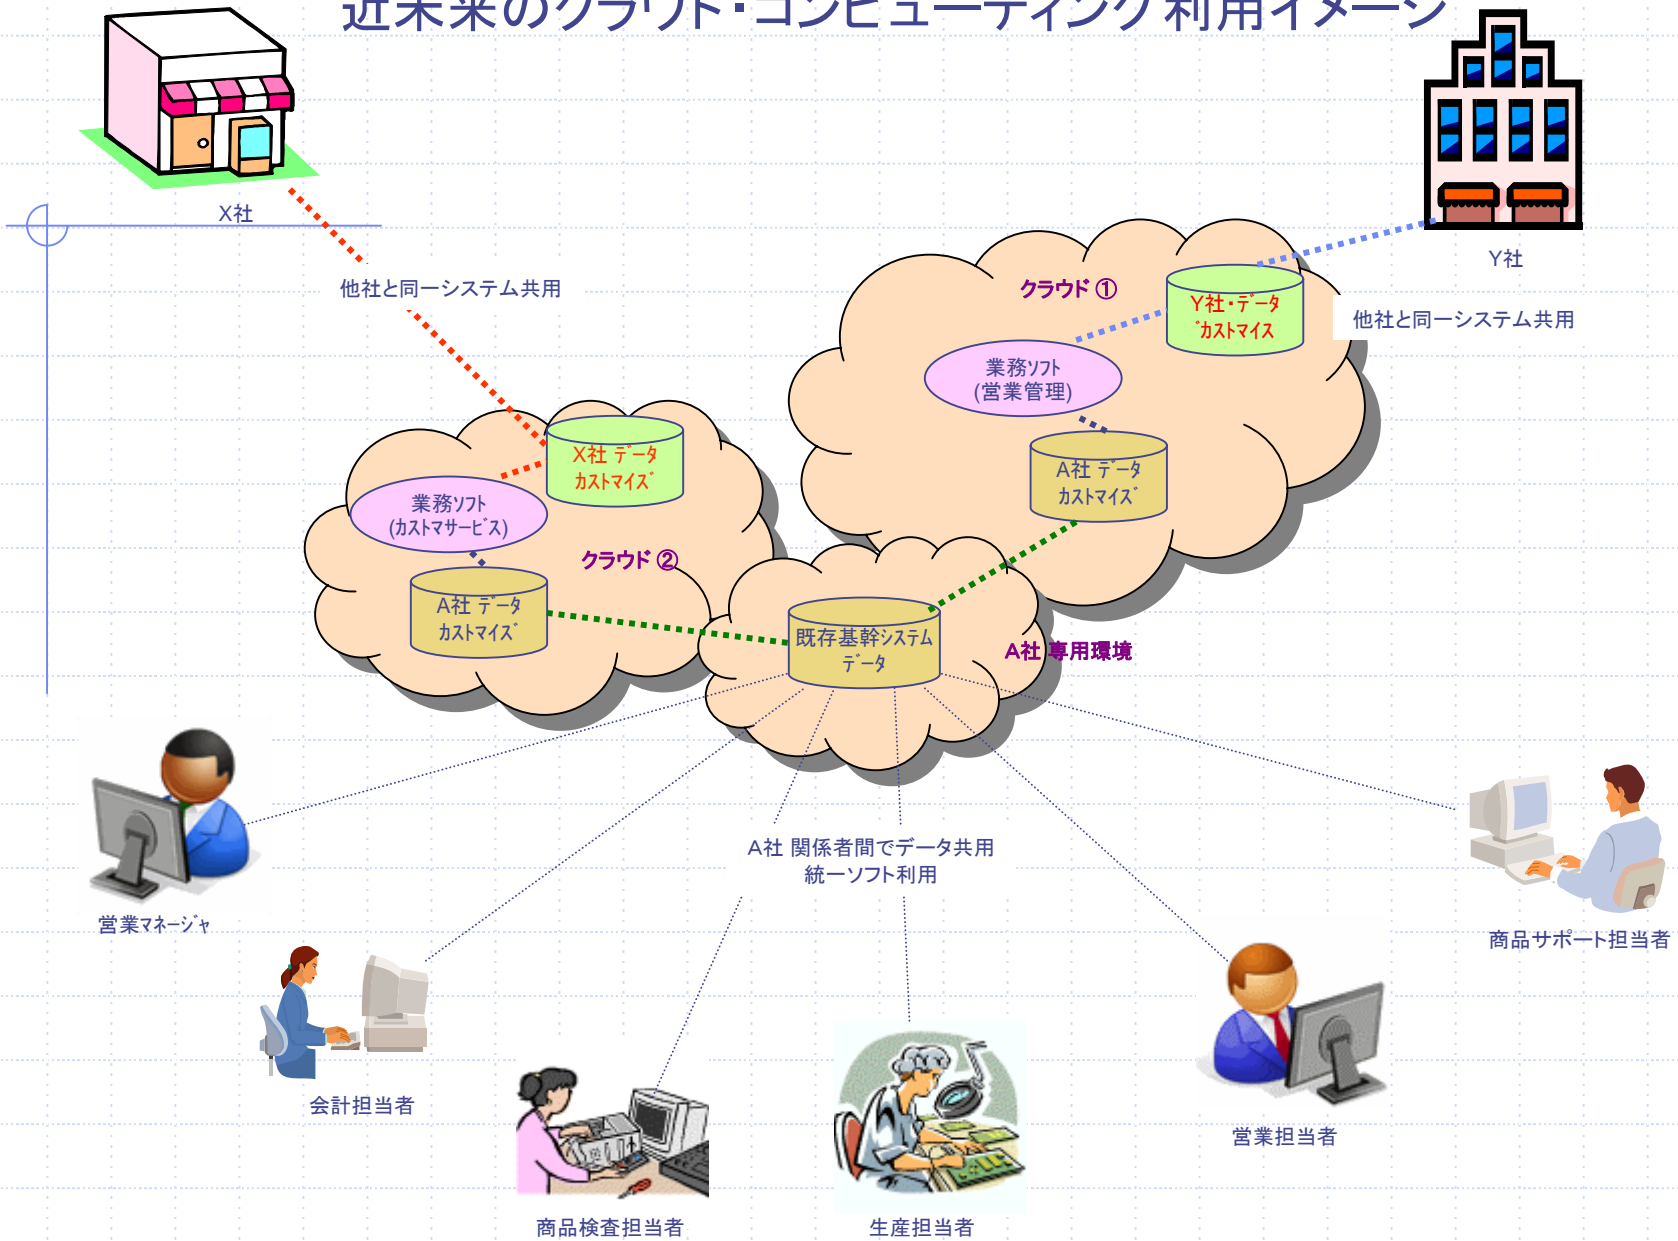 近未来のクラウド・コンピューティング利用イメージ
X社
Y社
他社と同一システム共用
クラウド ①
Y社・ﾃﾞｰﾀ
ﾞｶｽﾄﾏｲｽ
他社と同一システム共用
業務ｿﾌﾄ
(営業管理)
A社 ﾃﾞｰﾀ
ｶｽﾄﾏｲｽﾞ
X社 ﾃﾞｰﾀ
ｶｽﾄﾏｲｽﾞ
業務ｿﾌﾄ
(ｶｽﾄﾏｻｰﾋﾞｽ)
クラウド ②
A社 ﾃﾞｰﾀ
ｶｽﾄﾏｲｽﾞ
既存基幹ｼｽﾃﾑ
ﾃﾞｰﾀ
A社 専用環境
A社 関係者間でデータ共用
統一ソフト利用
営業ﾏﾈｰｼﾞｬ
商品サポート担当者
会計担当者
営業担当者
商品検査担当者
生産担当者